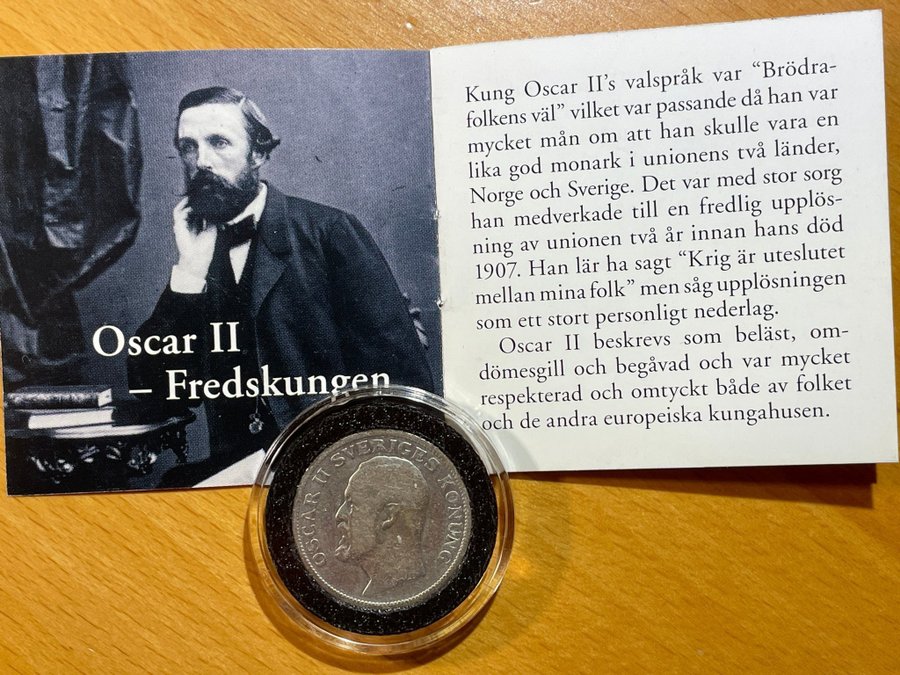 Oscar II
– Fredskungen
Kung Oscar II's valspråk var "Brödra-
folkens väl" vilket var passande då han var
mycket mån om att han skulle vara en
lika god monark i unionens två länder,
Norge och Sverige. Det var med stor sorg
han medverkade till en fredlig upplös-
ning av unionen två år innan hans död
1907. Han lär ha sagt "Krig är uteslutet
mellan mina folk" men såg upplösningen
som ett stort personligt nederlag.
Oscar II beskrevs som beläst, om-
dömesgill och begåvad och var mycket
respekterad och omtyckt både av folket
och de andra europeiska kungahusen.
OSCAR II SVERIGES KONUNG